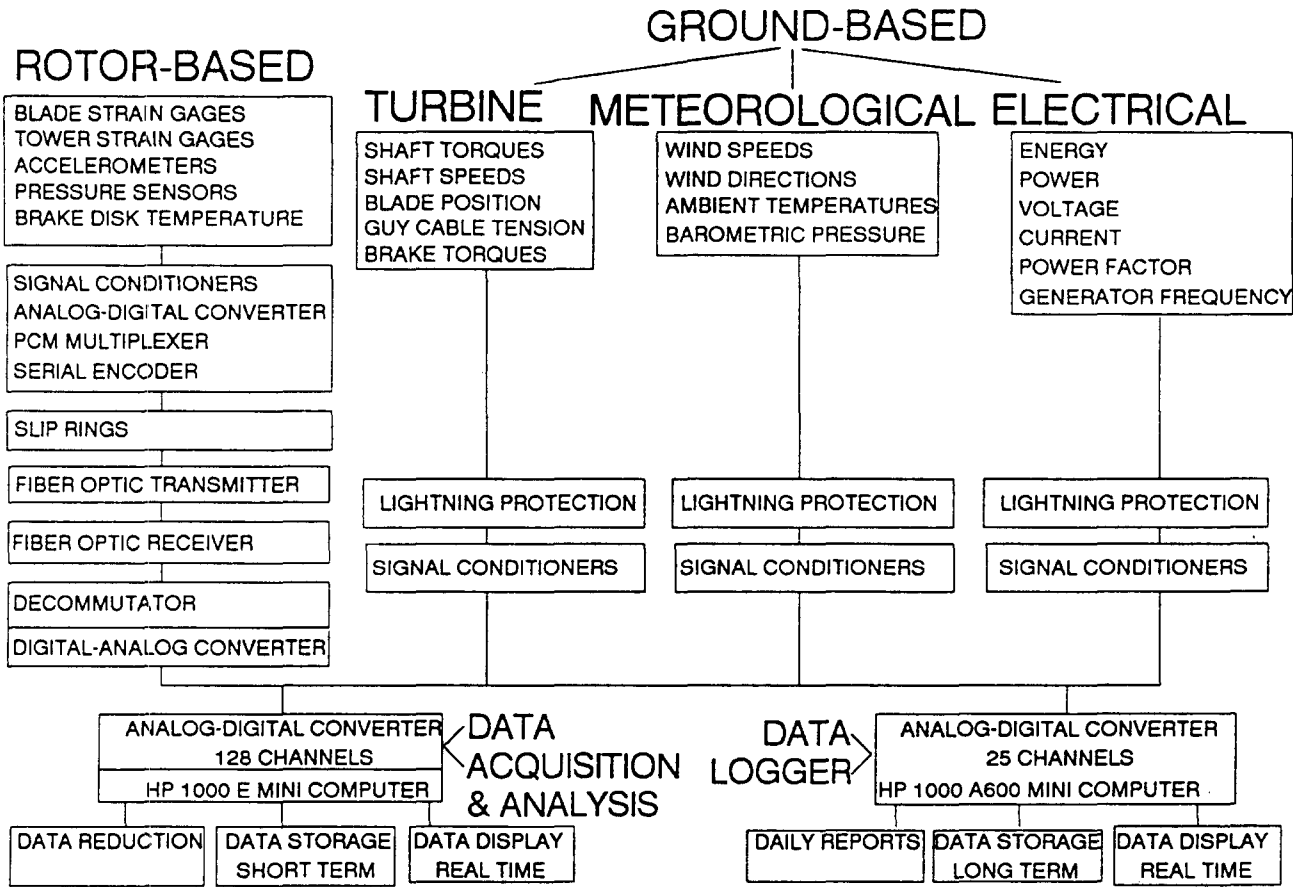 GROUND-BASED
ROTOR-BASED
BLADE STRAIN GAGES
TOWER STRAIN GAGES
ACCELEROMETERS
PRESSURE SENSORS
BRAKE DISK TEMPERATURE
SIGNAL CONDITIONERS
ANALOG-DIGITAL CONVERTER
PCM MULTIPLEXER
SERIAL ENCODER
SLIP RINGS
FIBER OPTIC TRANSMITTER
FIBER OPTIC RECEIVER
DECOMMUTATOR
DIGITAL-ANALOG CONVERTER
TURBINE
SHAFT TORQUES
SHAFT SPEEDS
BLADE POSITION
GUY CABLE TENSION
BRAKE TORQUES
LIGHTNING PROTECTION
SIGNAL CONDITIONERS
METEOROLOGICAL
WIND SPEEDS
WIND DIRECTIONS
AMBIENT TEMPERATURES
BAROMETRIC PRESSURE
LIGHTNING PROTECTION
SIGNAL CONDITIONERS
ELECTRICAL
ENERGY
POWER
VOLTAGE
CURRENT
POWER FACTOR
GENERATOR FREQUENCY
LIGHTNING PROTECTION
SIGNAL CONDITIONERS
ANALOG-DIGITAL CONVERTER
128 CHANNELS
HP 1000 E MINI COMPUTER
DATA
ACQUISITION
& ANALYSIS
DATA REDUCTION
DATA STORAGE
SHORT TERM
DATA DISPLAY
REAL TIME
DATA
LOGGER
ANALOG-DIGITAL CONVERTER
25 CHANNELS
HP 1000 A600 MINI COMPUTER
DAILY REPORTS
DATA STORAGE
LONG TERM
DATA DISPLAY
REAL TIME